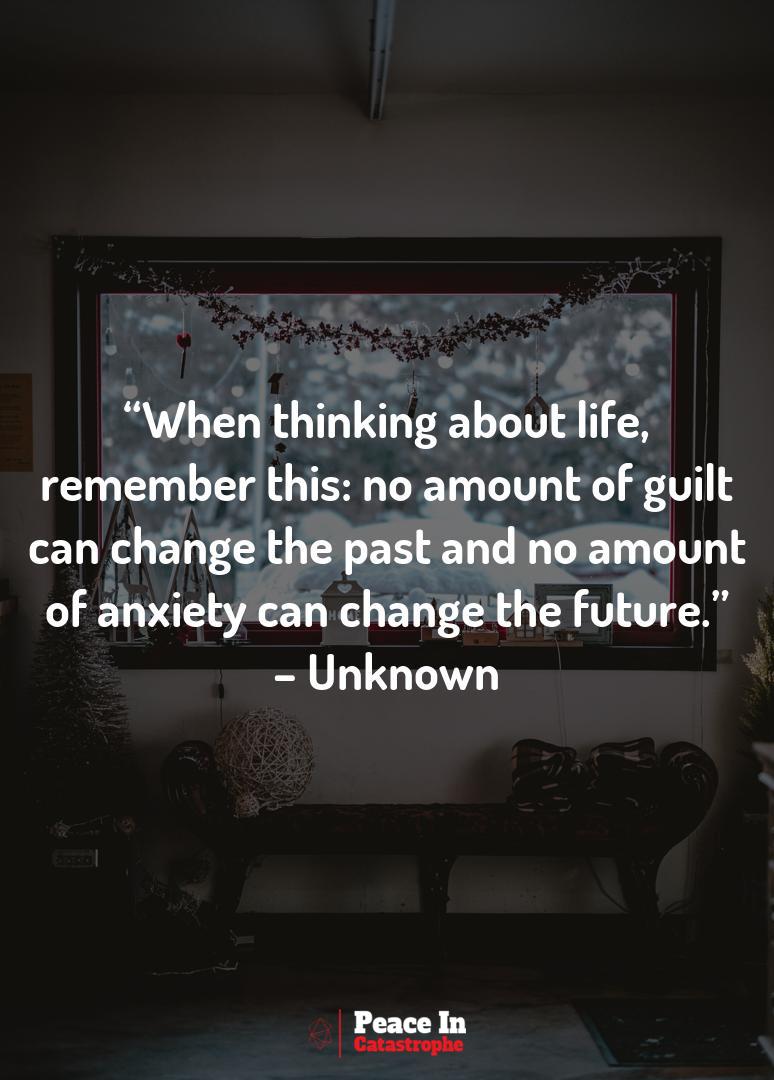 “When thinking about life,
remember this: no amount of guilt
can change the past and no amount
of anxiety can change the future.”
– Unknown
Peace In
Catastrophe